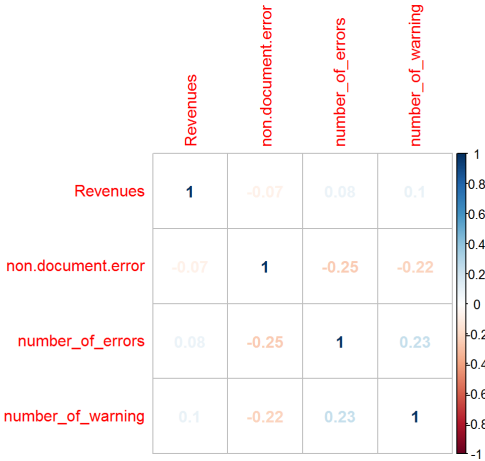 Revenues
non.document.error
number_of_errors
number_of_warning
Revenues 1 -0.07 0.08 0.1
non.document.error -0.07 1 -0.25 -0.22
number_of_errors 0.08 -0.25 1 0.23
number_of_warning 0.1 -0.22 0.23 1
1
0.8
0.6
0.4
0.2
0
-0.2
-0.4
-0.6
-0.8
-1